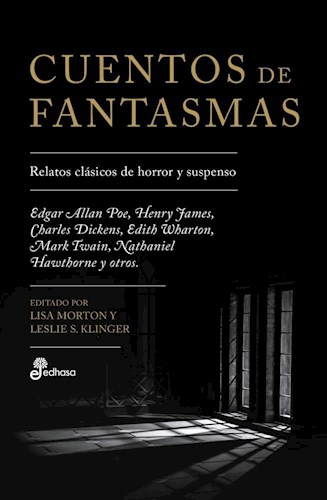 CUENTOS DE
FANTASMAS
Relatos clásicos de horror y suspenso
Edgar Allan Poe, Henry James,
Charles Dickens, Edith Wharton,
Mark Twain, Nathaniel
Hawthorne y otros.
EDITADO POR
LISA MORTON Y
LESLIE S. KLINGER
edhasa